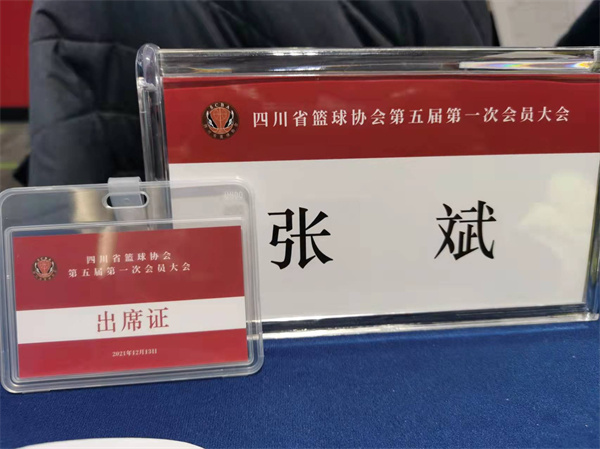 四川省篮球协会第五届第一次会员大会
张 斌
四川省篮球协会
第五届第一次会员大会
出席证
2021年12月13日